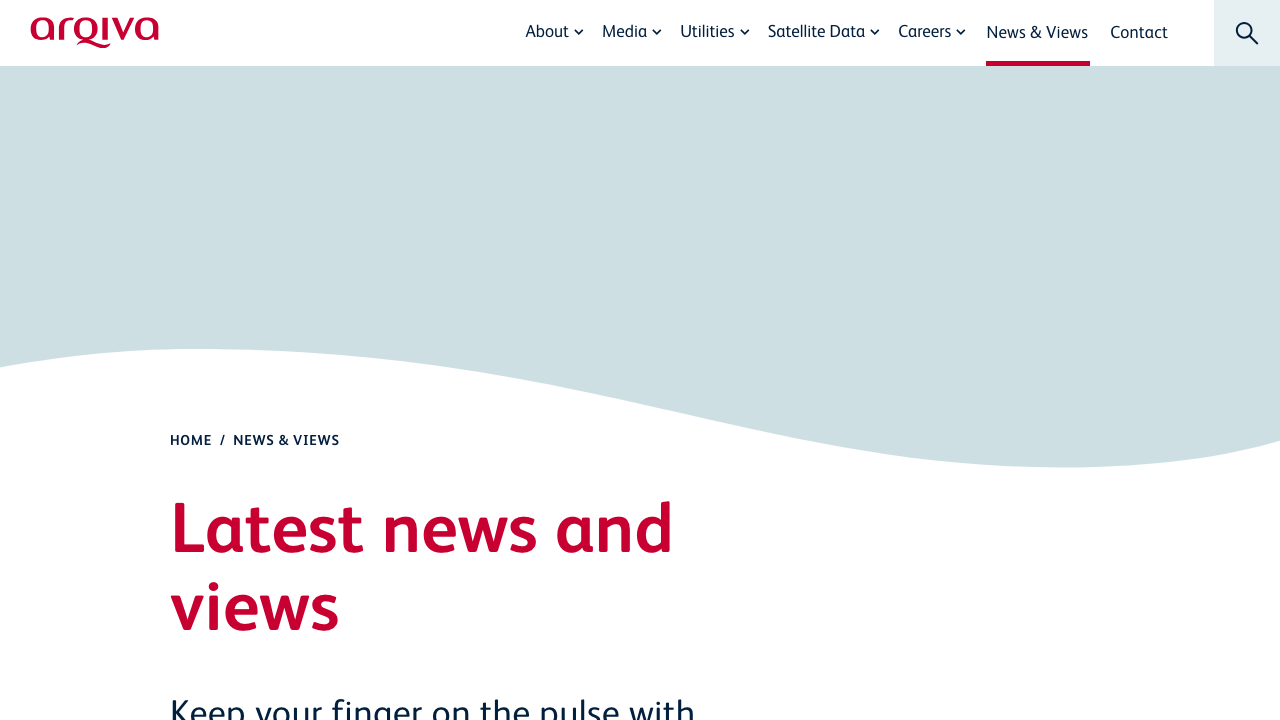 arqiva
About Media Utilities Satellite Data Careers News & Views Contact
HOME / NEWS & VIEWS
Latest news and
views
Keep your finger on the pulse with